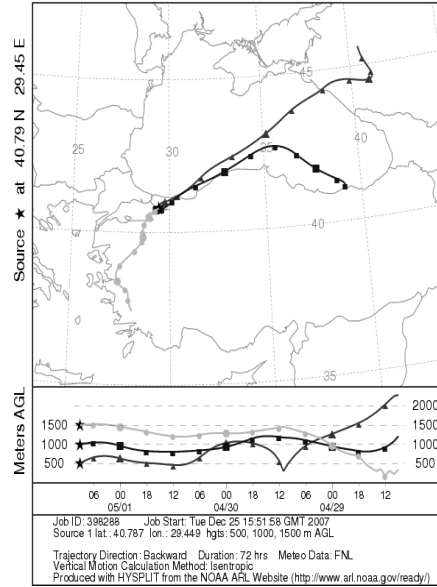 Source ★ at 40.79 N 29.45 E
45
40
25
30
35
40
35
30
Meters AGL
1500
1000
500
2000
1500
1000
500
06 00 18 12 06 00 18 12 06 00 18 12
05/01 04/30 04/29
Job ID: 398288 Job Start: Tue Dec 25 15:51:58 GMT 2007
Source 1 lat.: 40.787 lon.: 29.449 hgts: 500, 1000, 1500 m AGL
Trajectory Direction: Backward Duration: 72 hrs Meteo Data: FNL
Vertical Motion Calculation Method: Isentropic
Produced with HYSPLIT from the NOAA ARL Website (http://www.arl.noaa.gov/ready/)